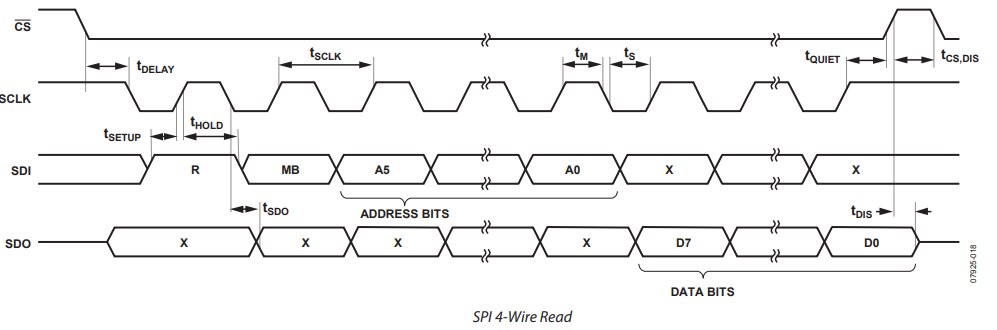 CS
tDELAY
tSCLK
tM
tS
tQUIET
tCS,DIS
SCLK
tSETUP
tHOLD
SDI
R
MB
A5
A0
X
X
tSDO
ADDRESS BITS
tDIS
SDO
X
X
X
X
D7
D0
DATA BITS
07925-018
SPI 4-Wire Read